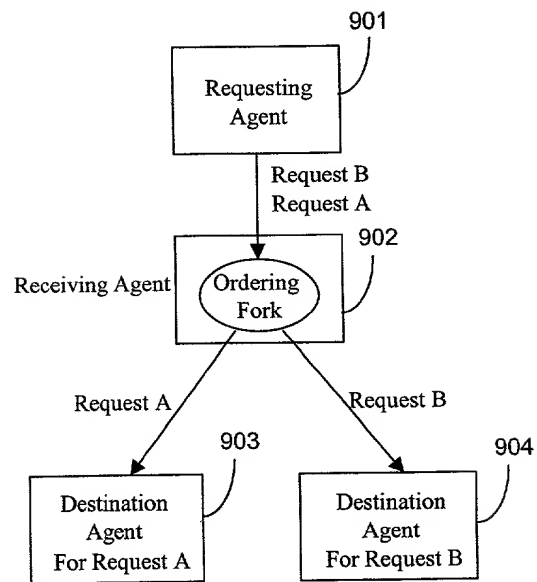 901
Requesting
Agent
Request B
Request A
902
Receiving Agent
Ordering
Fork
Request A
Request B
903
904
Destination
Agent
For Request A
Destination
Agent
For Request B